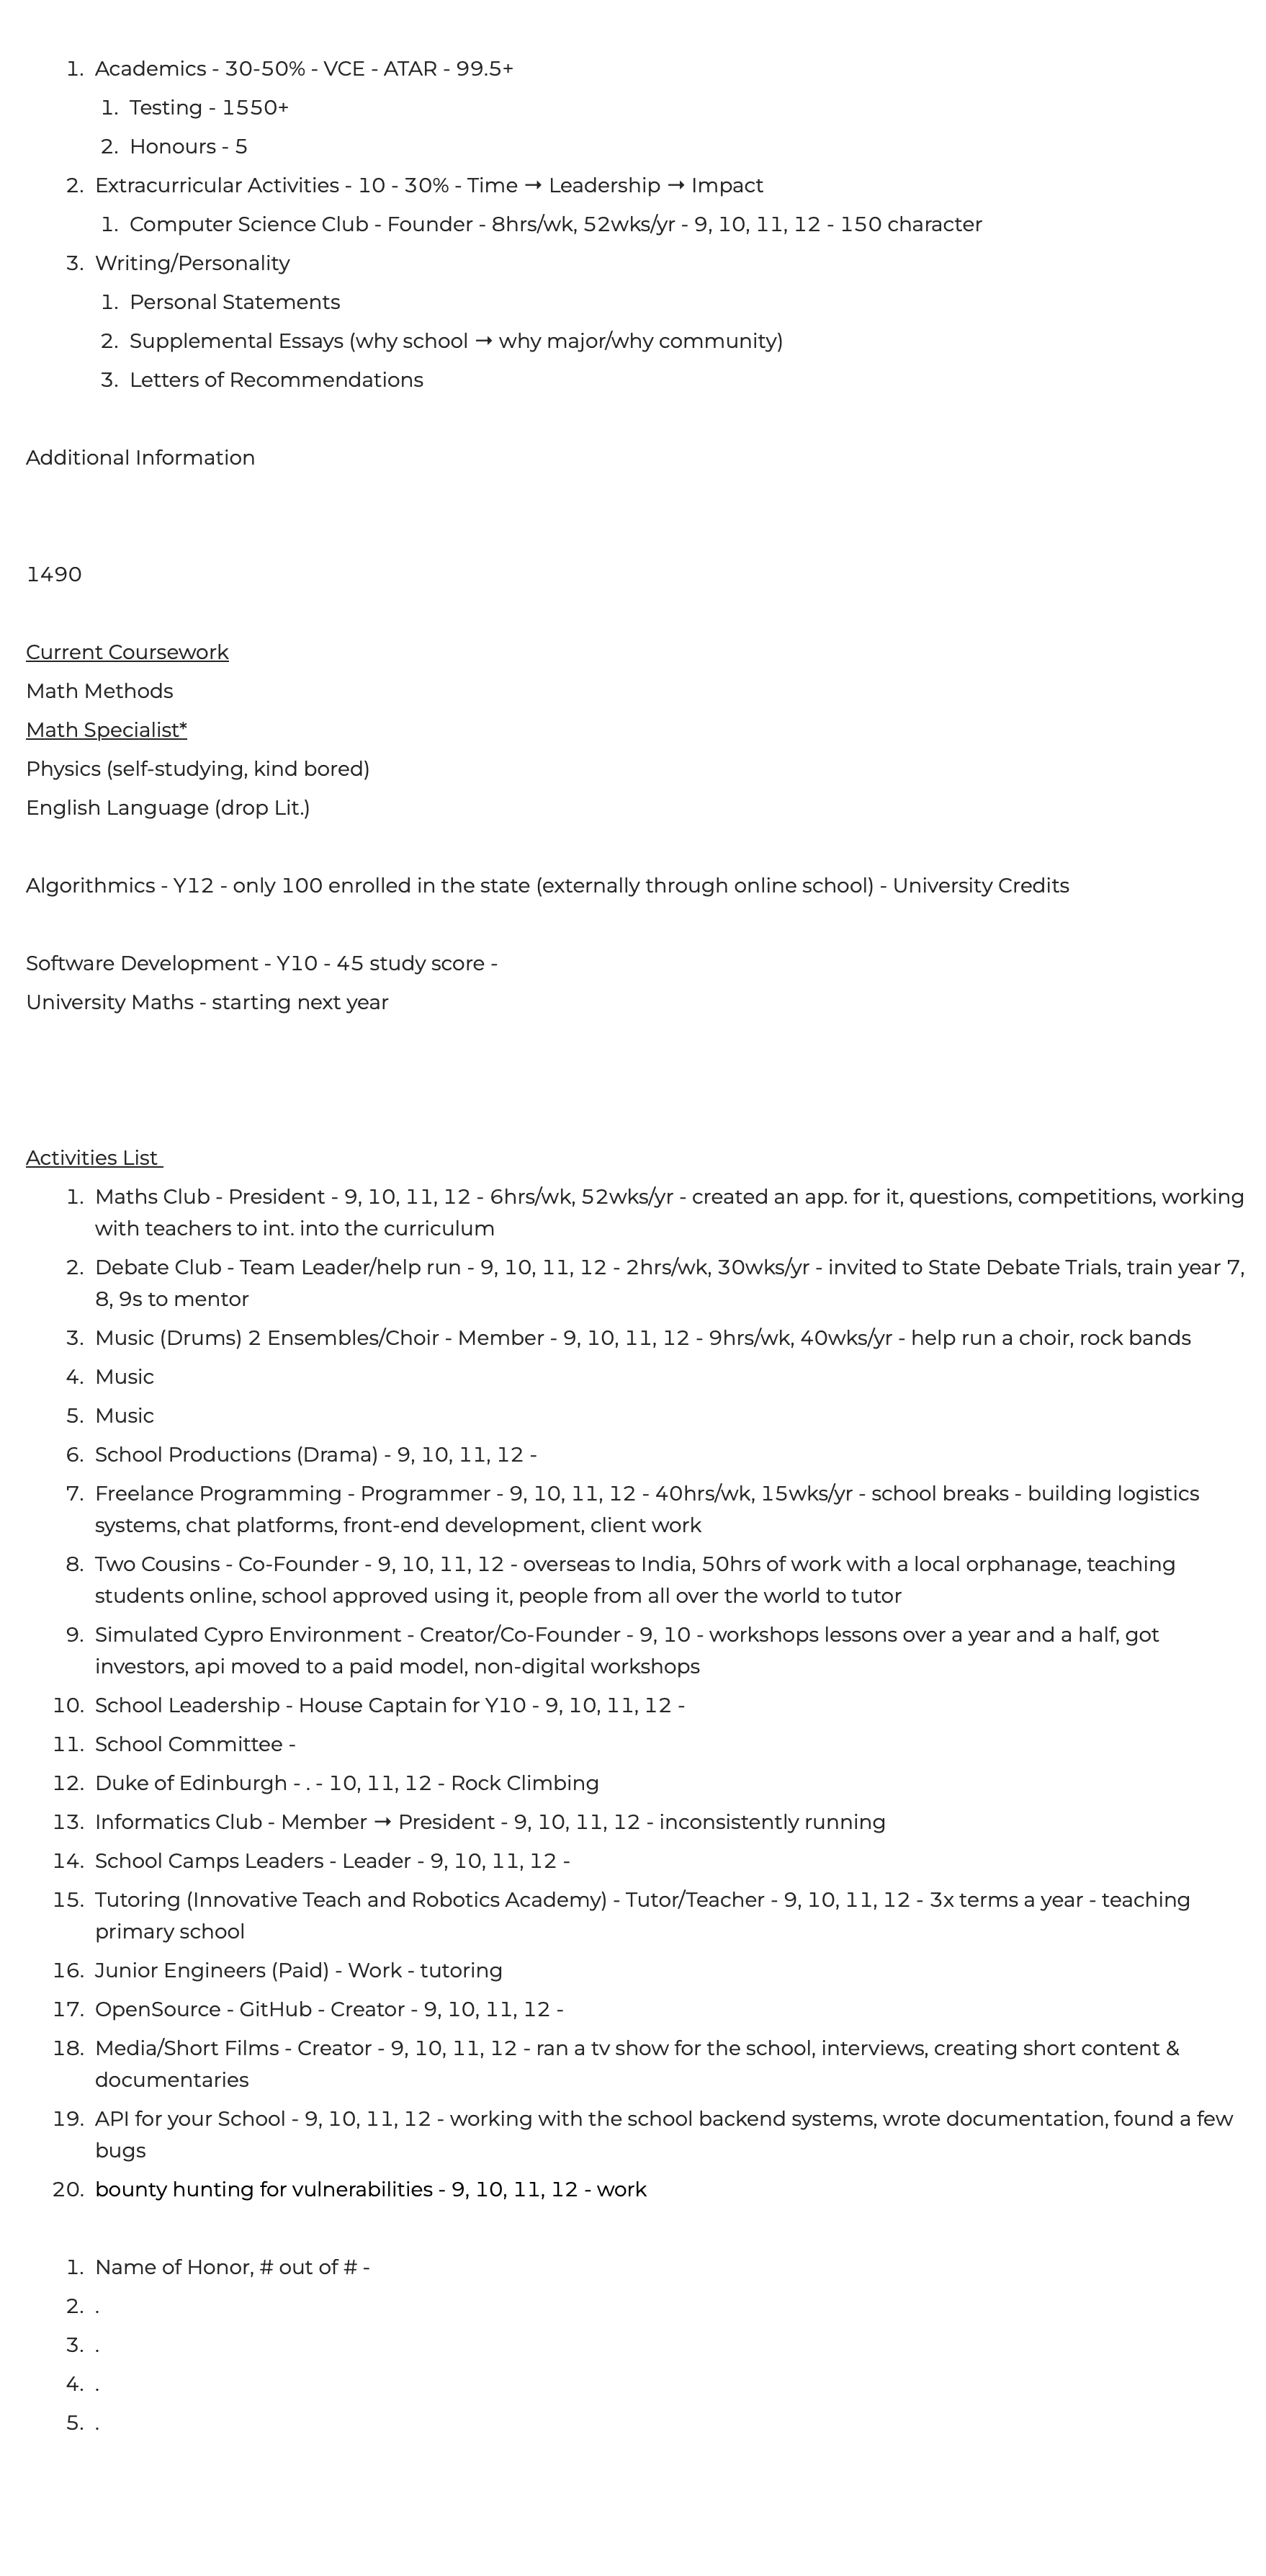 1. Academics - 30-50% - VCE - ATAR - 99.5+
1. Testing - 1550+
2. Honours - 5
2. Extracurricular Activities - 10 - 30% - Time → Leadership → Impact
1. Computer Science Club - Founder - 8hrs/wk, 52wks/yr - 9, 10, 11, 12 - 150 character
3. Writing/Personality
1. Personal Statements
2. Supplemental Essays (why school → why major/why community)
3. Letters of Recommendations
Additional Information
1490
Current Coursework
Math Methods
Math Specialist*
Physics (self-studying, kind bored)
English Language (drop Lit.)
Algorithmics - Y12 - only 100 enrolled in the state (externally through online school) - University Credits
Software Development - Y10 - 45 study score -
University Maths - starting next year
Activities List
1. Maths Club - President - 9, 10, 11, 12 - 6hrs/wk, 52wks/yr - created an app. for it, questions, competitions, working
with teachers to int. into the curriculum
2. Debate Club - Team Leader/help run - 9, 10, 11, 12 - 2hrs/wk, 30wks/yr - invited to State Debate Trials, train year 7,
8, 9s to mentor
3. Music (Drums) 2 Ensembles/Choir - Member - 9, 10, 11, 12 - 9hrs/wk, 40wks/yr - help run a choir, rock bands
4. Music
5. Music
6. School Productions (Drama) - 9, 10, 11, 12 -
7. Freelance Programming - Programmer - 9, 10, 11, 12 - 40hrs/wk, 15wks/yr - school breaks - building logistics
systems, chat platforms, front-end development, client work
8. Two Cousins - Co-Founder - 9, 10, 11, 12 - overseas to India, 50hrs of work with a local orphanage, teaching
students online, school approved using it, people from all over the world to tutor
9. Simulated Cypro Environment - Creator/Co-Founder - 9, 10 - workshops lessons over a year and a half, got
investors, api moved to a paid model, non-digital workshops
10. School Leadership - House Captain for Y10 - 9, 10, 11, 12 -
11. School Committee -
12. Duke of Edinburgh - . - 10, 11, 12 - Rock Climbing
13. Informatics Club - Member → President - 9, 10, 11, 12 - inconsistently running
14. School Camps Leaders - Leader - 9, 10, 11, 12 -
15. Tutoring (Innovative Teach and Robotics Academy) - Tutor/Teacher - 9, 10, 11, 12 - 3x terms a year - teaching
primary school
16. Junior Engineers (Paid) - Work - tutoring
17. OpenSource - GitHub - Creator - 9, 10, 11, 12 -
18. Media/Short Films - Creator - 9, 10, 11, 12 - ran a tv show for the school, interviews, creating short content &
documentaries
19. API for your School - 9, 10, 11, 12 - working with the school backend systems, wrote documentation, found a few
bugs
20. bounty hunting for vulnerabilities - 9, 10, 11, 12 - work
1. Name of Honor, # out of # -
2. .
3. .
4. .
5. .